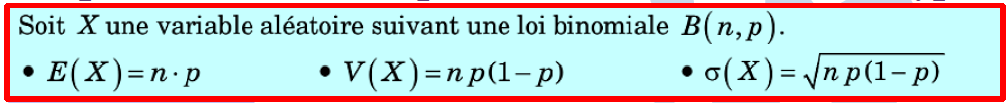 Soit X une variable aléatoire suivant une loi binomiale B(n,p).
• E(X)=n·p • V(X)=n p(1−p) • σ(X)=√n p(1−p)